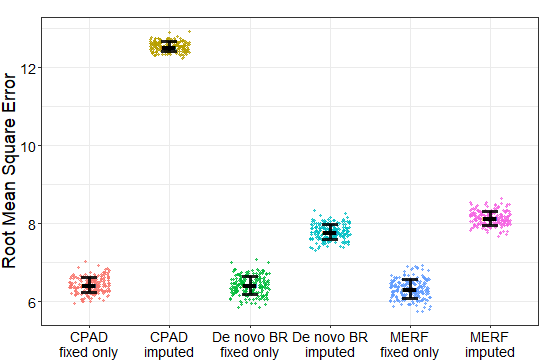 Root Mean Square Error
12
10
8
6
CPAD
fixed only
CPAD
imputed
De novo BR
fixed only
De novo BR
imputed
MERF
fixed only
MERF
imputed